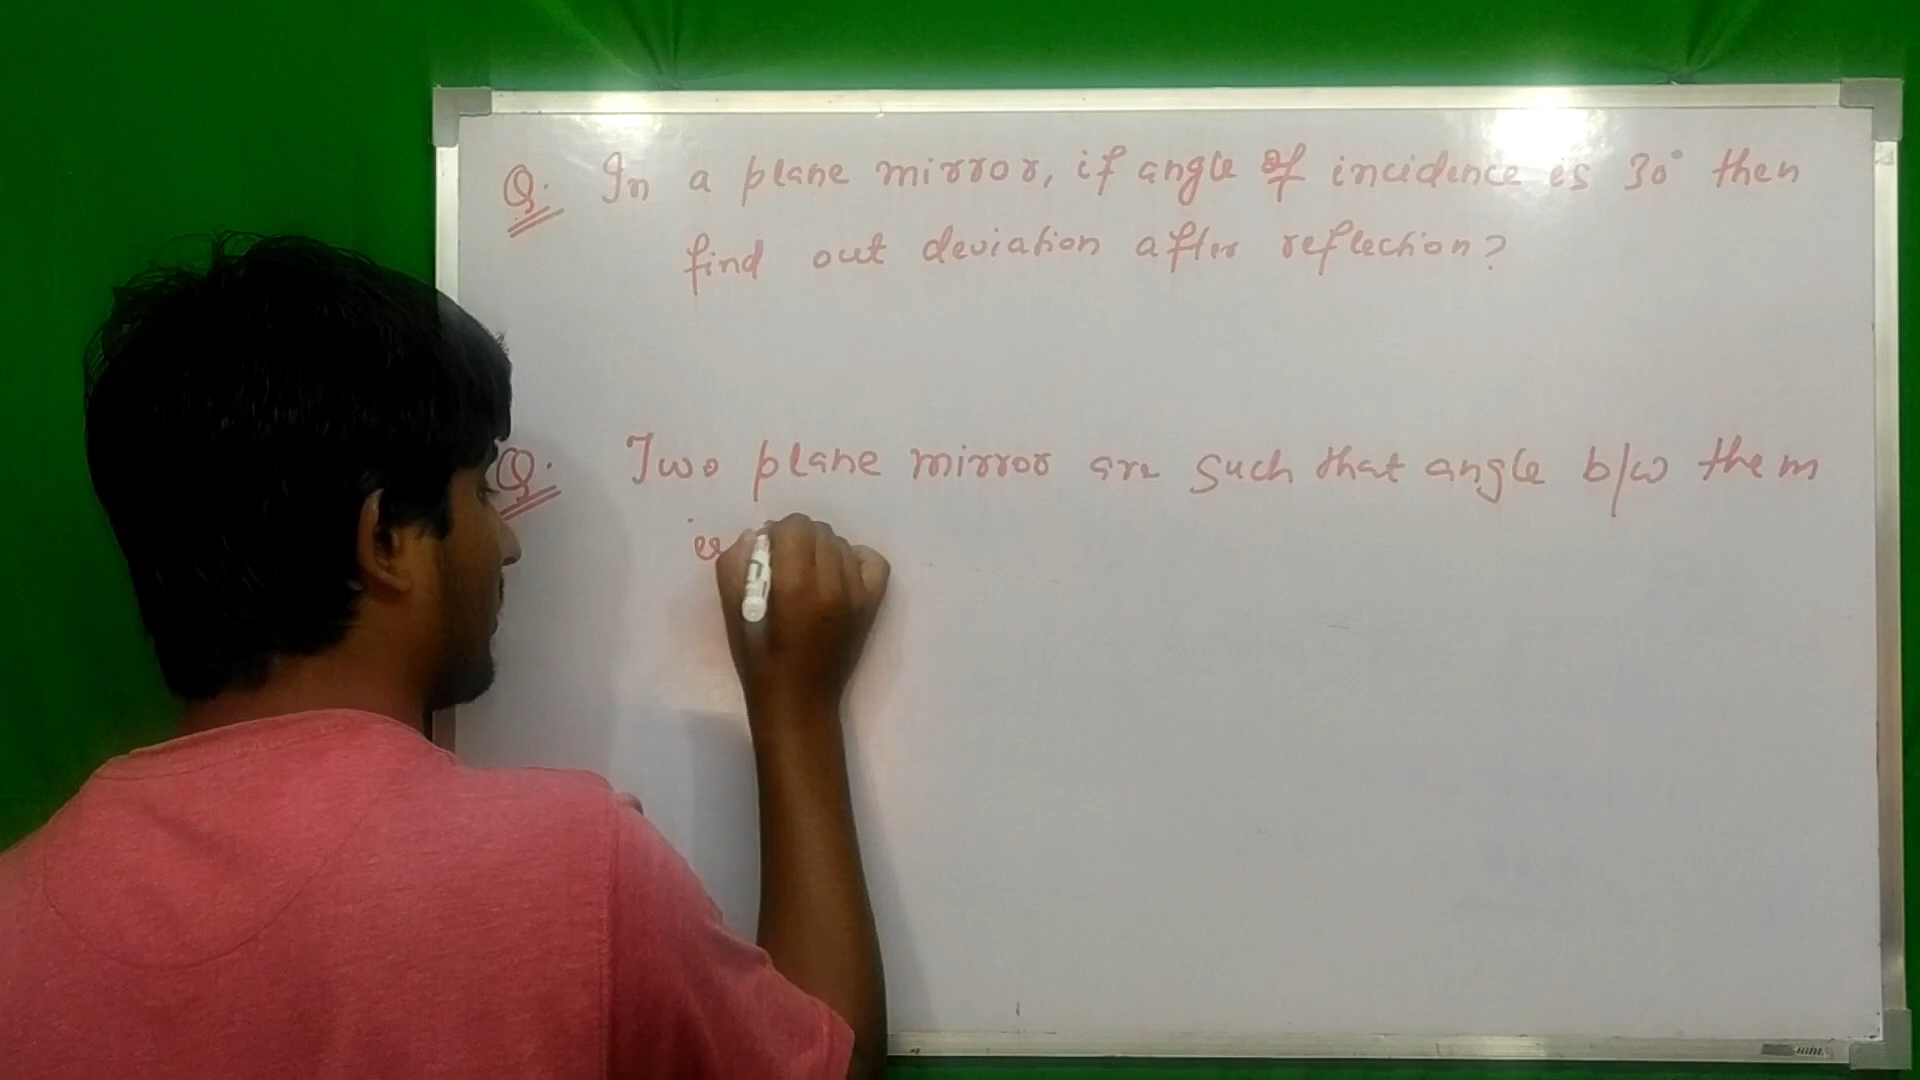 Q. In a plane mirror, if angle of incidence is 30° then
find out deviation after reflection?
Q. Two plane mirror are such that angle b/w them
is